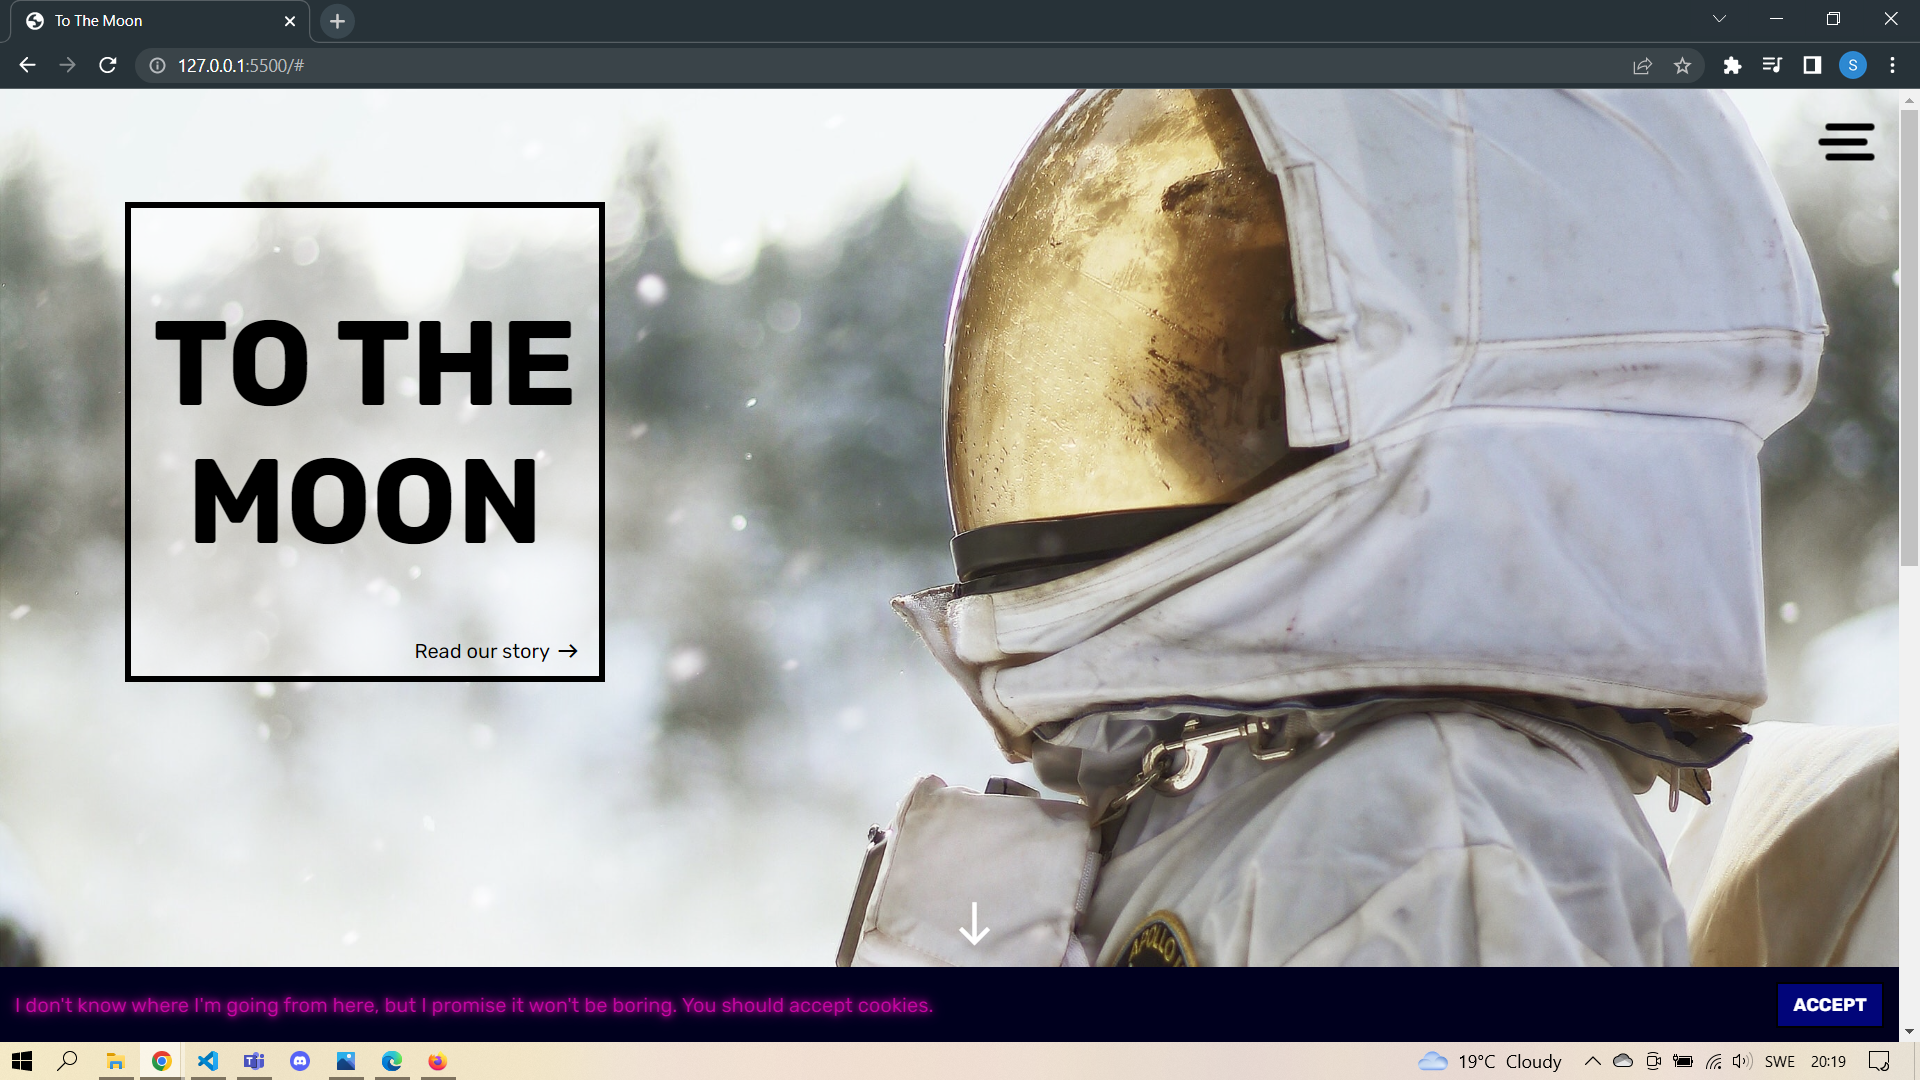 To The Moon
127.0.0.1:5500/#
S
TO THE
MOON
Read our story →
APOLLO
I don't know where I'm going from here, but I promise it won't be boring. You should accept cookies.
ACCEPT
19°C Cloudy
SWE
20:19